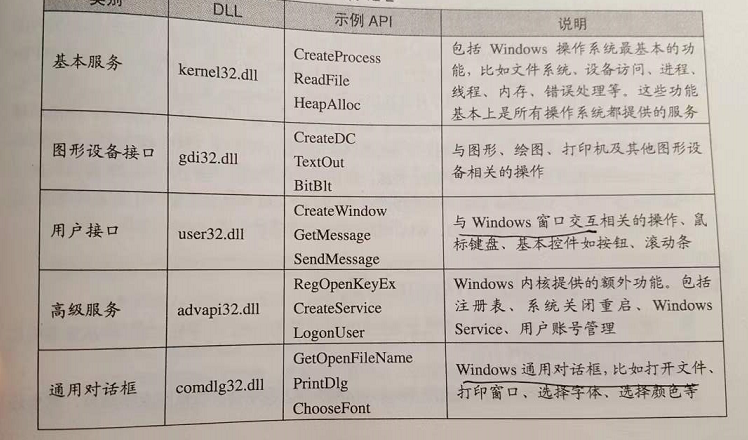 类别 DLL 示例 API 说明
基本服务 kernel32.dll
CreateProcess
ReadFile
HeapAlloc
包括 Windows 操作系统最基本的功
能，比如文件系统、设备访问、进程、
线程、内存、错误处理等。这些功能
基本上是所有操作系统都提供的服务
图形设备接口 gdi32.dll
CreateDC
TextOut
BitBlt
与图形、绘图、打印机及其他图形设
备相关的操作
用户接口 user32.dll
CreateWindow
GetMessage
SendMessage
与 Windows 窗口交互相关的操作、鼠
标键盘、基本控件如按钮、滚动条
高级服务 advapi32.dll
RegOpenKeyEx
CreateService
LogonUser
Windows 内核提供的额外功能。包括
注册表、系统关闭重启、Windows
Service、用户账号管理
通用对话框 comdlg32.dll
GetOpenFileName
PrintDlg
ChooseFont
Windows 通用对话框，比如打开文件、
打印窗口、选择字体、选择颜色等